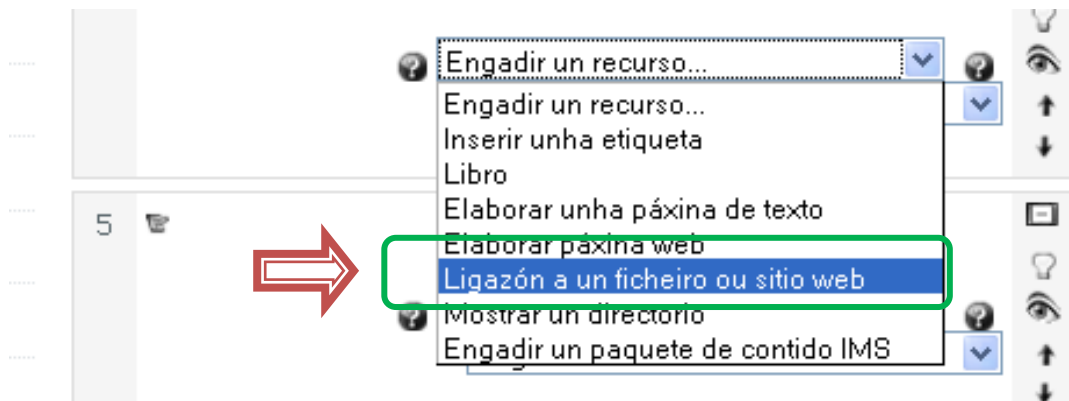 Engadir un recurso...
Engadir un recurso...
Inserir unha etiqueta
Libro
Elaborar unha páxina de texto
5
Elaborar páxina web
Ligazón a un ficheiro ou sitio web
Mostrar un directorio
Engadir un paquete de contido IMS